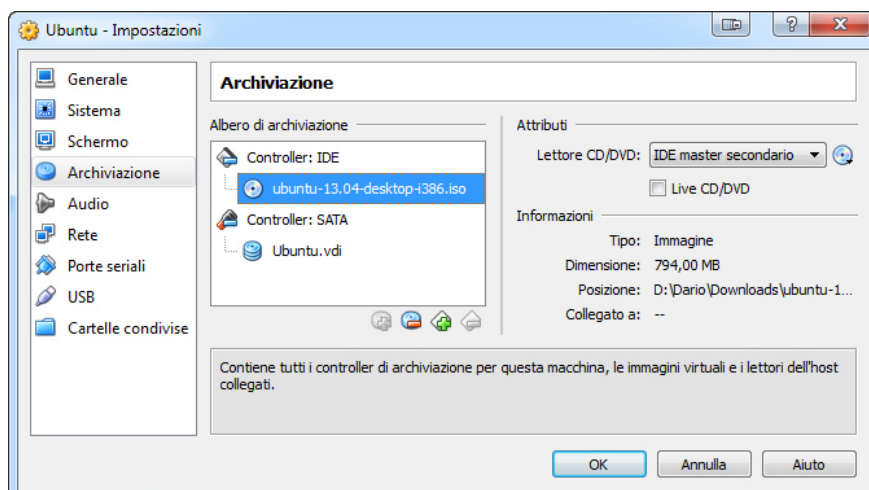 Ubuntu - Impostazioni
?
Generale
Sistema
Schermo
Archiviazione
Audio
Rete
Porte seriali
USB
Cartelle condivise
Archiviazione
Albero di archiviazione
Controller: IDE
ubuntu-13.04-desktop-i386.iso
Controller: SATA
Ubuntu.vdi
Attributi
Lettore CD/DVD: IDE master secondario
Live CD/DVD
Informazioni
Tipo: Immagine
Dimensione: 794,00 MB
Posizione: D:\Dario\Downloads\ubuntu-1...
Collegato a: --
Contiene tutti i controller di archiviazione per questa macchina, le immagini virtuali e i lettori dell'host
collegati.
OK Annulla Aiuto